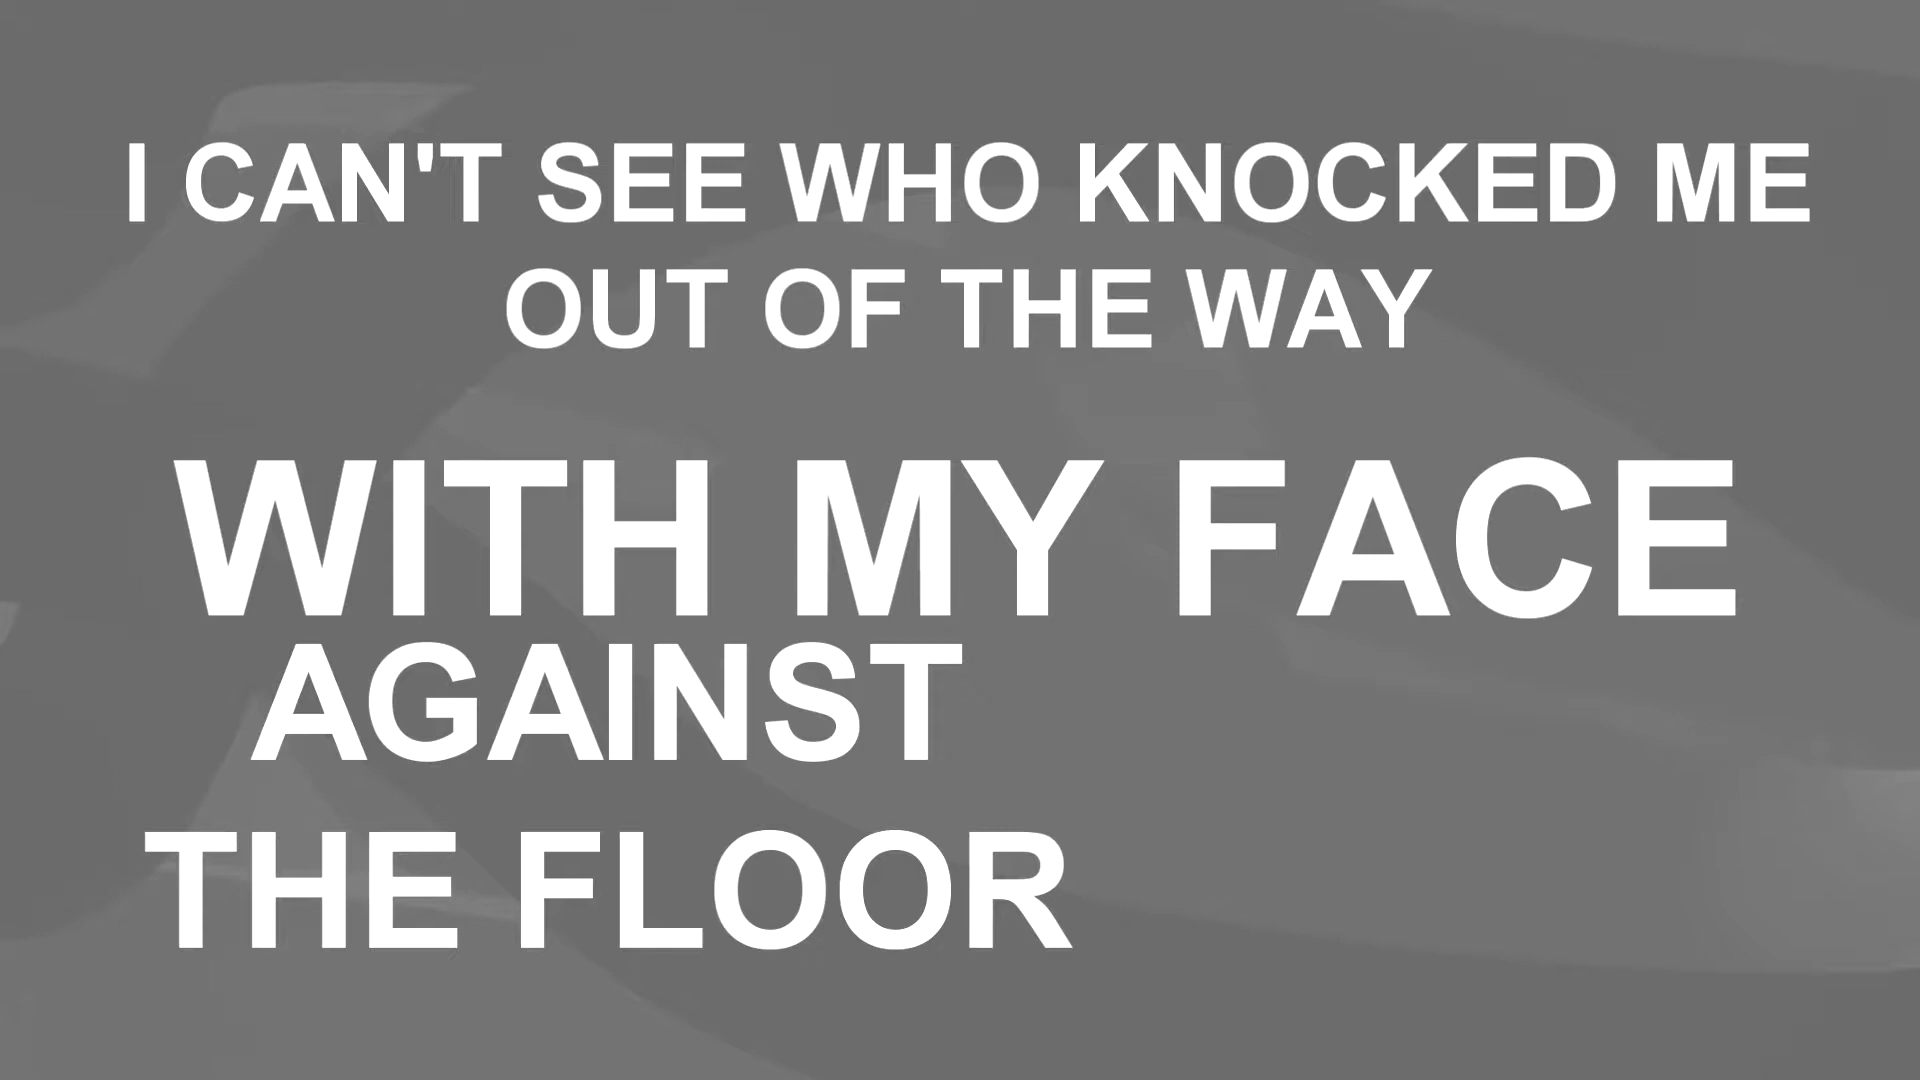 I CAN'T SEE WHO KNOCKED ME
OUT OF THE WAY
WITH MY FACE
AGAINST
THE FLOOR